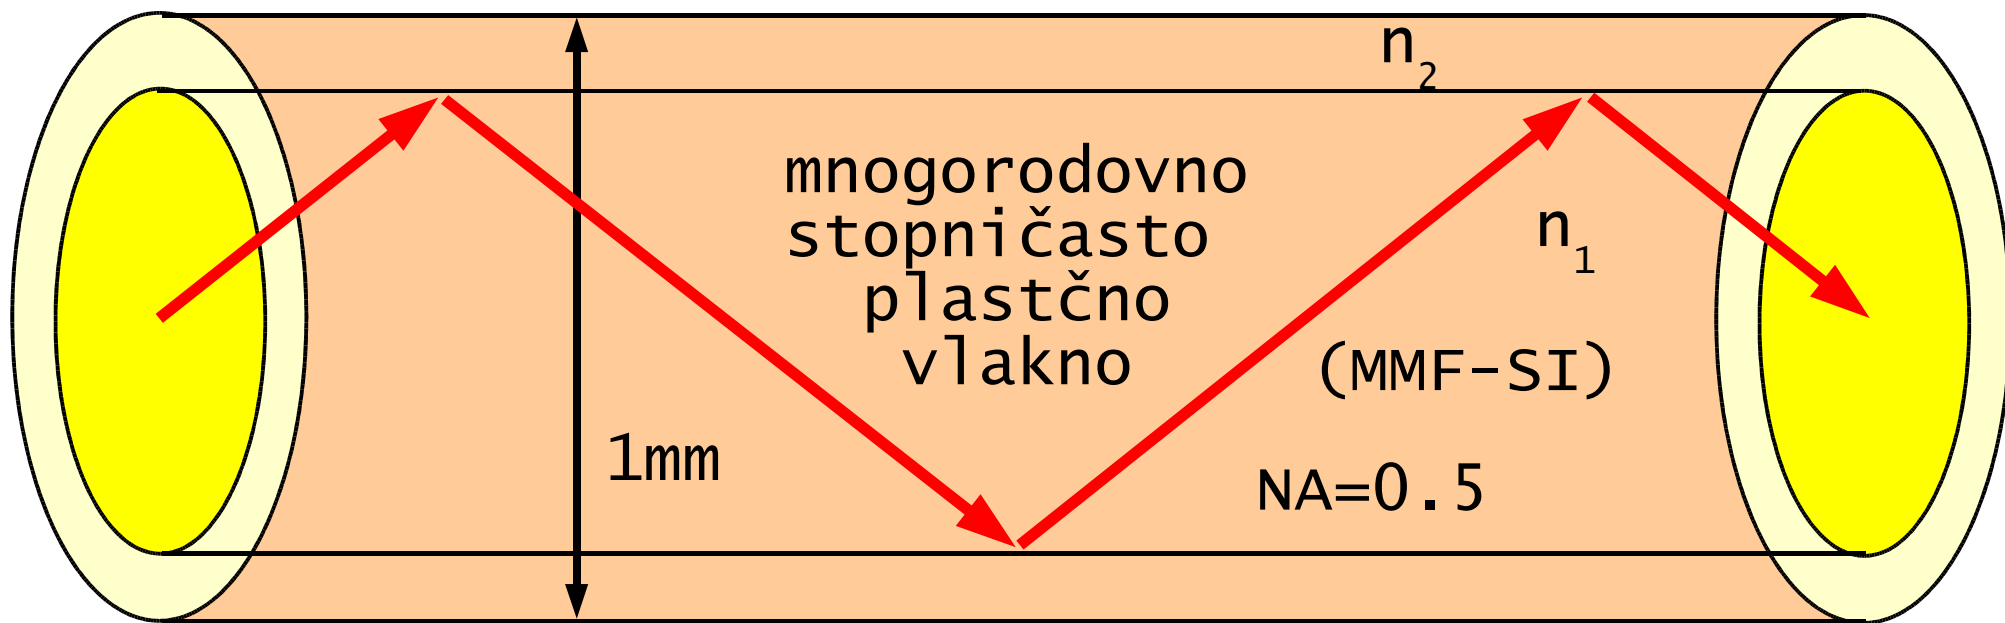 n₂
mnogorodovno
stopničasto
plastčno
vlakno
n₁
(MMF-SI)
1mm
NA=0.5